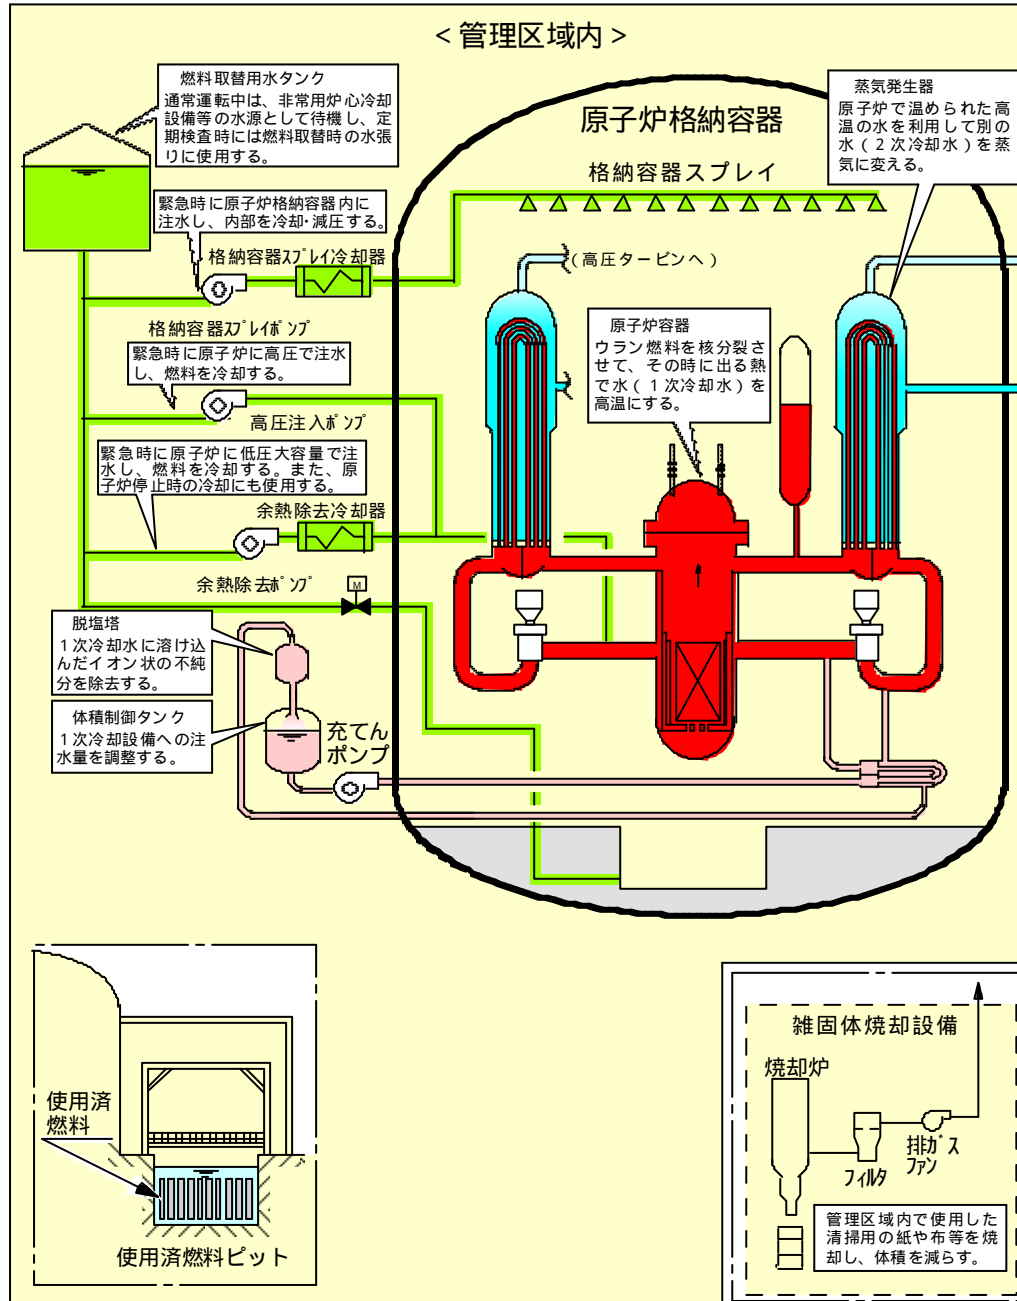 ＜管理区域内＞
燃料取替用水タンク
通常運転中は、非常用炉心冷却
設備等の水源として待機し、定
期検査時には燃料取替時の水張
りに使用する。
蒸気発生器
原子炉で温められた高
温の水を利用して別の
水（２次冷却水）を蒸
気に変える。
原子炉格納容器
格納容器スプレイ
緊急時に原子炉格納容器内に
注水し、内部を冷却・減圧する。
格納容器ｽﾌﾟﾚｲ冷却器
（高圧タービンへ）
格納容器ｽﾌﾟﾚｲﾎﾟﾝﾌﾟ
緊急時に原子炉に高圧で注水
し、燃料を冷却する。
原子炉容器
ウラン燃料を核分裂さ
せて、その時に出る熱
で水（１次冷却水）を
高温にする。
高圧注入ﾎﾟﾝﾌﾟ
緊急時に原子炉に低圧大容量で注
水し、燃料を冷却する。また、原
子炉停止時の冷却にも使用する。
余熱除去冷却器
余熱除去ﾎﾟﾝﾌﾟ
M
脱塩塔
１次冷却水に溶け込
んだイオン状の不純
分を除去する。
体積制御タンク
１次冷却設備への注
水量を調整する。
充てん
ポンプ
使用済
燃料
使用済燃料ピット
雑固体焼却設備
焼却炉
排ｶﾞｽ
ﾌｧﾝ
ﾌｨﾙﾀ
管理区域内で使用した
清掃用の紙や布等を焼
却し、体積を減らす。